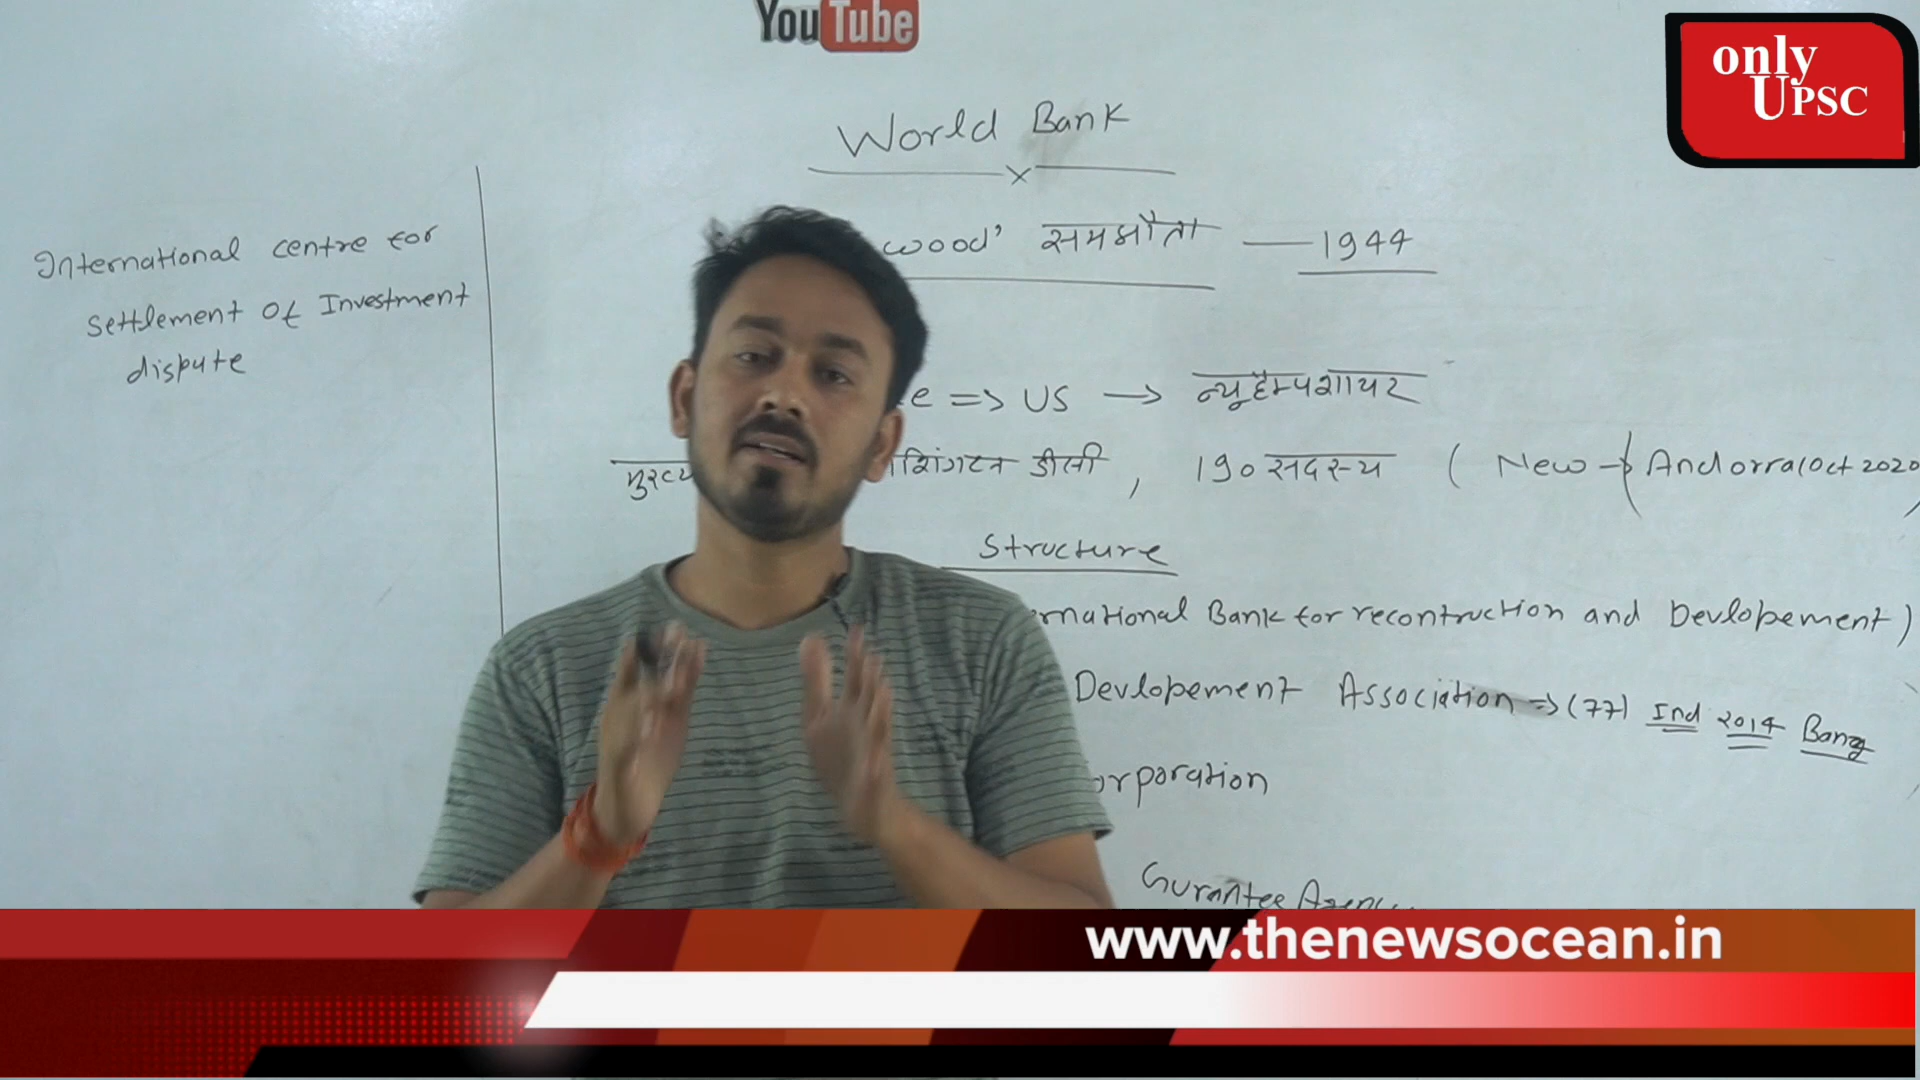 YouTube
only
UPSC
World Bank
wood' समझौता — 1944
International centre for
Settlement of Investment
dispute
e => US → न्यूहैम्पशायर
मुख्य
शिंगटन डीसी, 190 सदस्य ( New → Andorra (Oct 2020
Structure
rnational Bank for recontruction and Devlopement)
Devlopement Association => (77) Ind 2014 Bang
orporation
Gurantee Agency
www.thenewsocean.in